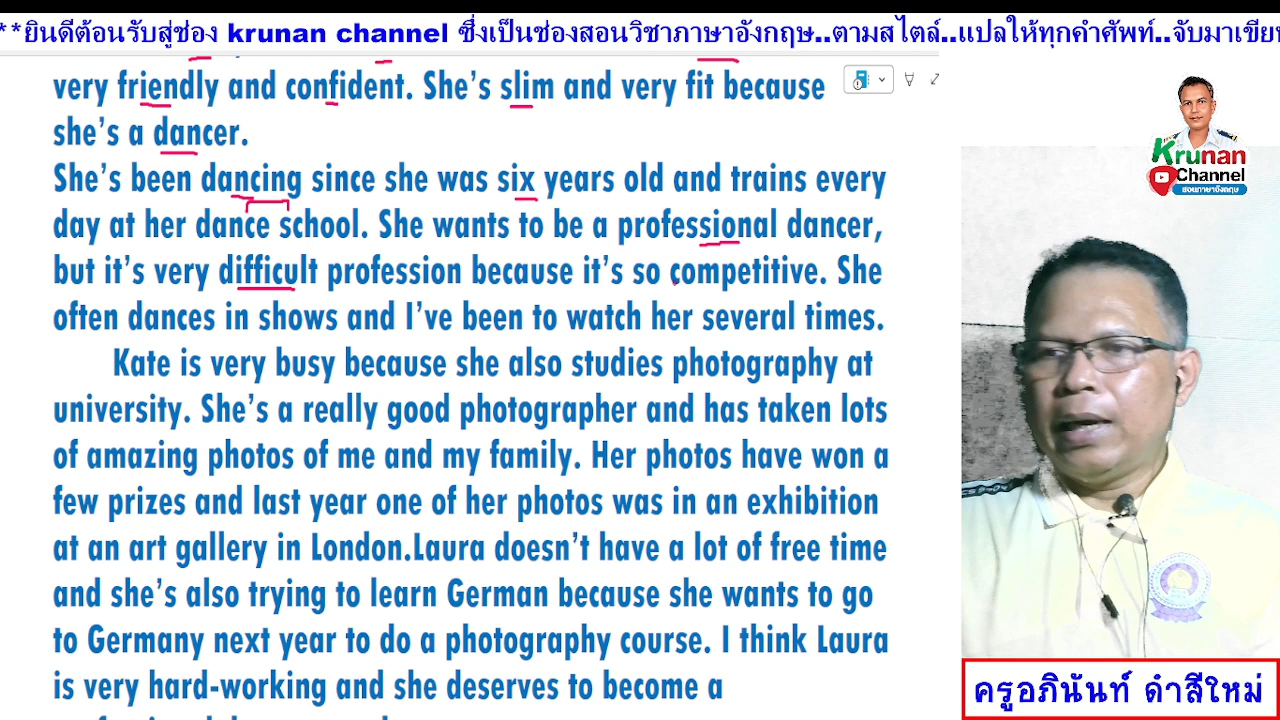 **ยินดีต้อนรับสู่ช่อง krunan channel ซึ่งเป็นช่องสอนวิชาภาษาอังกฤษ..ตามสไตล์..แปลให้ทุกคำศัพท์..จับมาเขียน
very friendly and confident. She's slim and very fit because
she's a dancer.
She's been dancing since she was six years old and trains every
day at her dance school. She wants to be a professional dancer,
but it's very difficult profession because it's so competitive. She
often dances in shows and I've been to watch her several times.
Kate is very busy because she also studies photography at
university. She's a really good photographer and has taken lots
of amazing photos of me and my family. Her photos have won a
few prizes and last year one of her photos was in an exhibition
at an art gallery in London.Laura doesn't have a lot of free time
and she's also trying to learn German because she wants to go
to Germany next year to do a photography course. I think Laura
is very hard-working and she deserves to become a
Krunan
Channel
สอนภาษาอังกฤษ
ครูอภินันท์ ดำสีใหม่